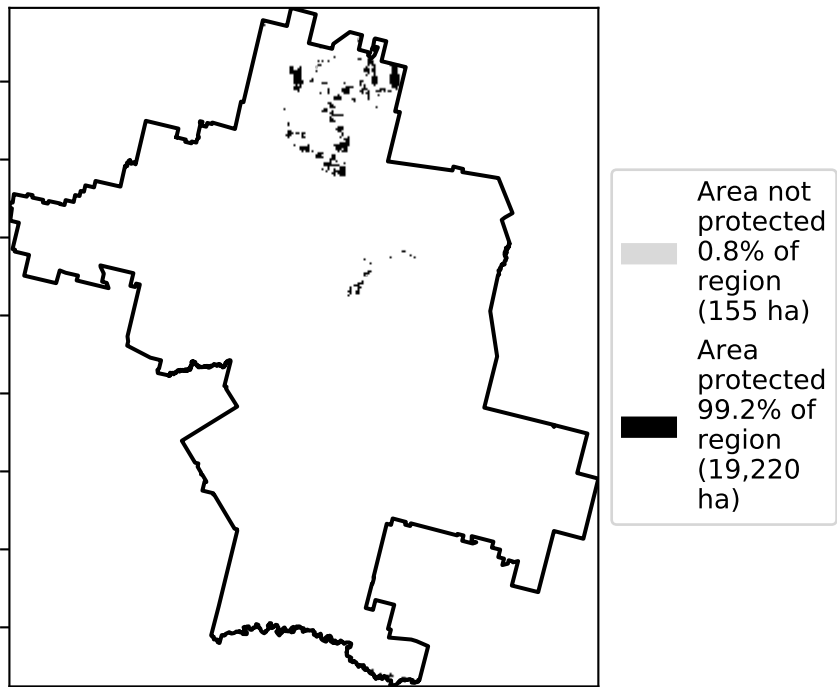 Area not
protected
0.8% of
region
(155 ha)
Area
protected
99.2% of
region
(19,220
ha)